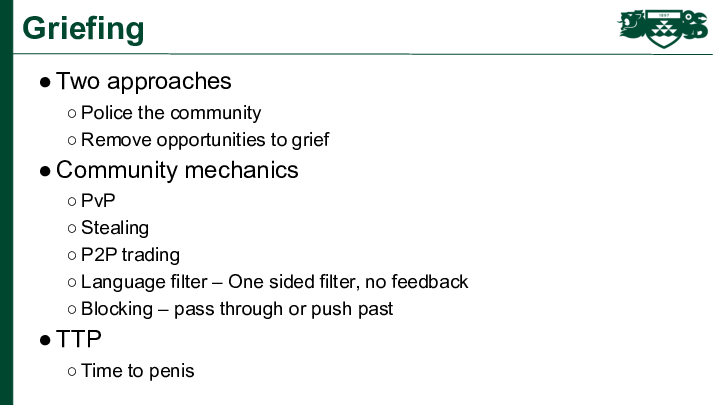 Griefing
● Two approaches
○ Police the community
○ Remove opportunities to grief
● Community mechanics
○ PvP
○ Stealing
○ P2P trading
○ Language filter – One sided filter, no feedback
○ Blocking – pass through or push past
● TTP
○ Time to penis